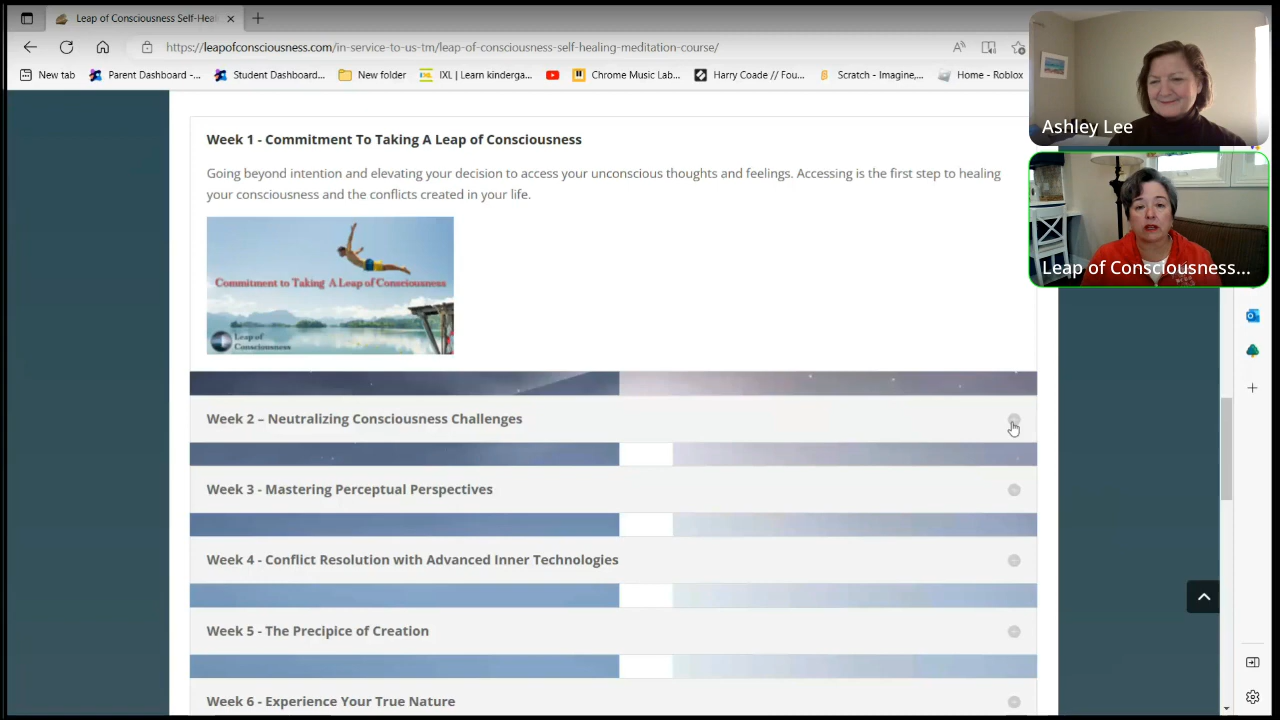 Leap of Consciousness Self-Hea
https://leapofconsciousness.com/in-service-to-us-tm/leap-of-consciousness-self-healing-meditation-course/
New tab
Parent Dashboard -...
Student Dashboard...
New folder
IXL | Learn kinderga...
Chrome Music Lab...
Harry Coade // Fou...
Scratch - Imagine,...
Home - Roblox
Ashley Lee
Leap of Consciousness...
Week 1 - Commitment To Taking A Leap of Consciousness
Going beyond intention and elevating your decision to access your unconscious thoughts and feelings. Accessing is the first step to healing
your consciousness and the conflicts created in your life.
Commitment to Taking A Leap of Consciousness
Leap of
Consciousness
Week 2 – Neutralizing Consciousness Challenges
Week 3 - Mastering Perceptual Perspectives
Week 4 - Conflict Resolution with Advanced Inner Technologies
Week 5 - The Precipice of Creation
Week 6 - Experience Your True Nature